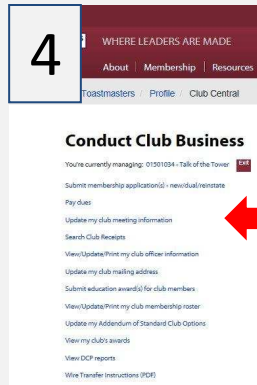 4
WHERE LEADERS ARE MADE
About Membership Resources
Toastmasters / Profile / Club Central
Conduct Club Business
You're currently managing: 01501034 - Talk of the Tower Exit
Submit membership application(s) - new/dual/reinstate
Pay dues
Update my club meeting information
Search Club Receipts
View/Update/Print my club officer information
Update my club mailing address
Submit education award(s) for club members
View/Update/Print my club membership roster
Update my Addendum of Standard Club Options
View my club's awards
View DCP reports
Wire Transfer Instructions (PDF)